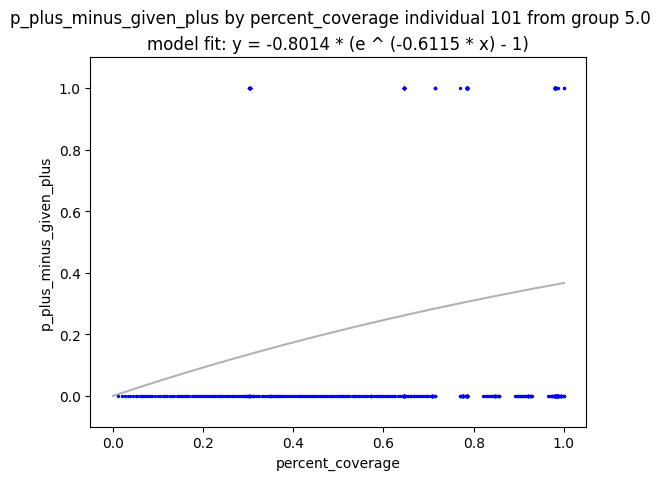 p_plus_minus_given_plus by percent_coverage individual 101 from group 5.0
model fit: y = -0.8014 * (e ^ (-0.6115 * x) - 1)
1.0
0.8
0.6
0.4
0.2
0.0
p_plus_minus_given_plus
0.0 0.2 0.4 0.6 0.8 1.0
percent_coverage